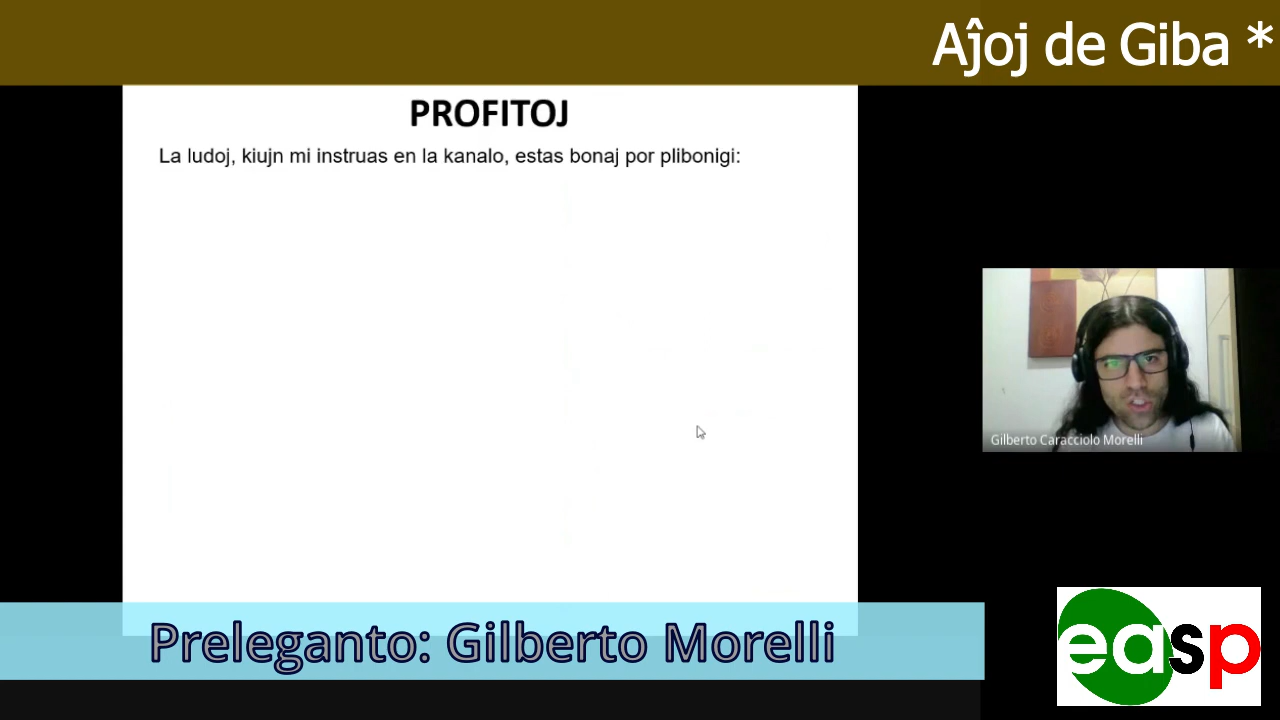 Aĵoj de Giba *
PROFITOJ
La ludoj, kiujn mi instruas en la kanalo, estas bonaj por plibonigi:
Gilberto Caracciolo Morelli
Preleganto: Gilberto Morelli
easp